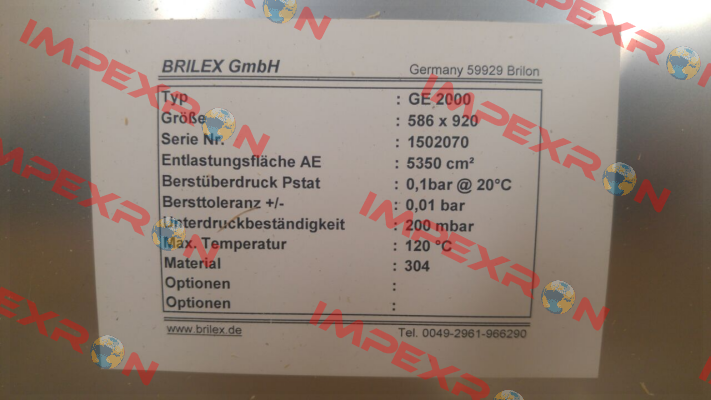 BRILEX GmbH Germany 59929 Brilon
Typ : GE 2000
Größe : 586 x 920
Serie Nr. : 1502070
Entlastungsfläche AE : 5350 cm²
Berstüberdruck Pstat : 0,1bar @ 20°C
Bersttoleranz +/- : 0,01 bar
Unterdruckbeständigkeit : 200 mbar
Max. Temperatur : 120 °C
Material : 304
Optionen :
Optionen :
www.brilex.de Tel. 0049-2961-966290
IMPEXRON
IMPEXRON
IMPEXRON
IMPEXRON
IMPEXRON
IMPEXRON